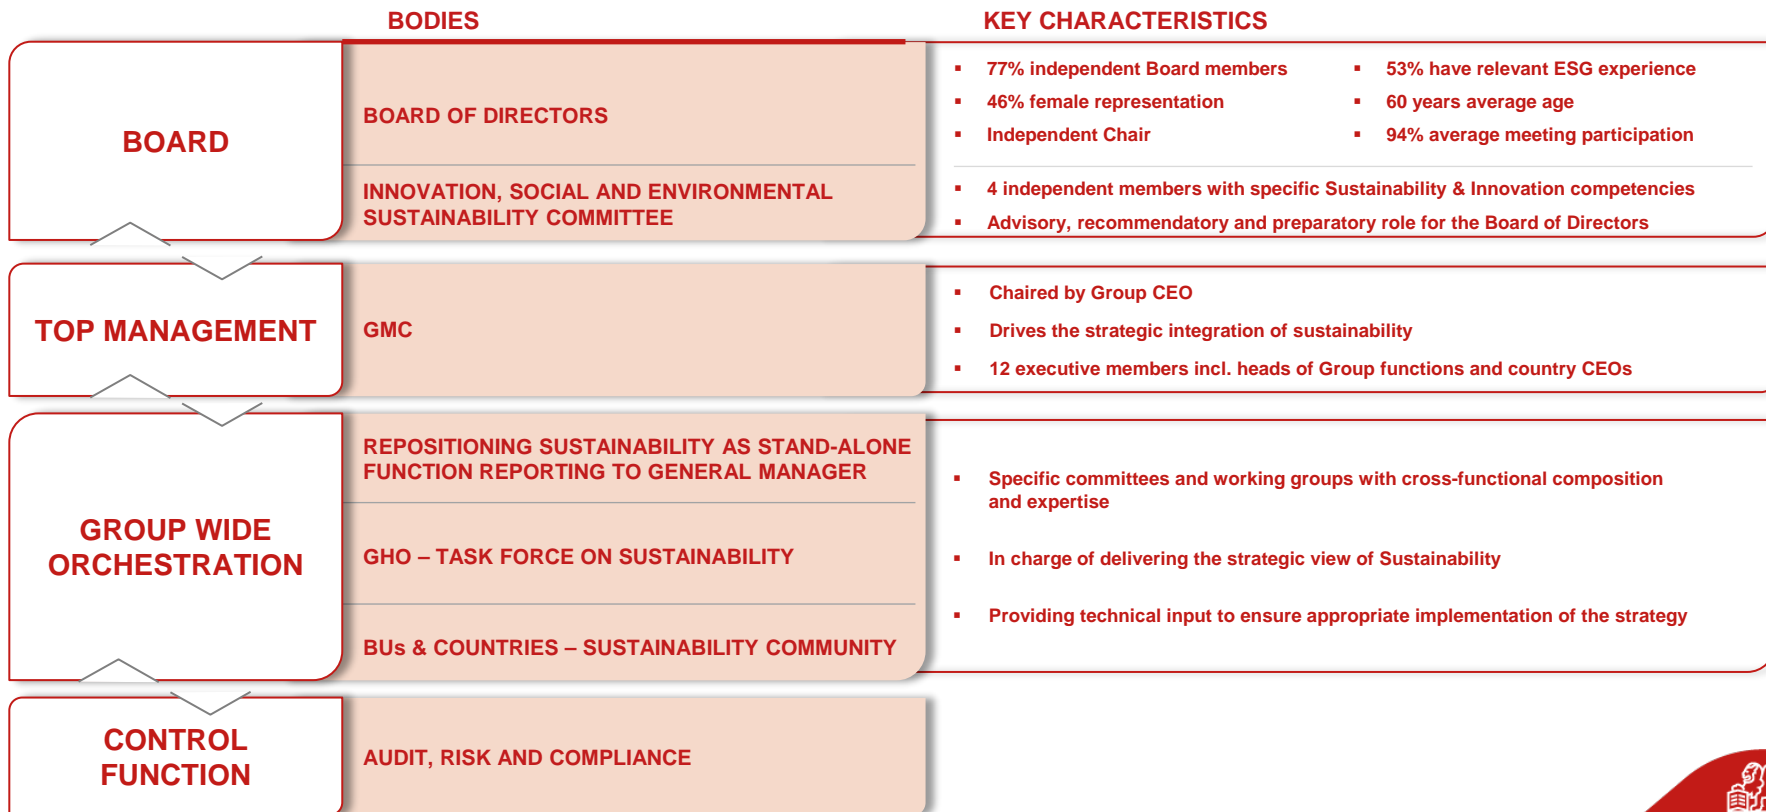 BODIES
KEY CHARACTERISTICS
BOARD
BOARD OF DIRECTORS
▪ 77% independent Board members
▪ 46% female representation
▪ Independent Chair
▪ 53% have relevant ESG experience
▪ 60 years average age
▪ 94% average meeting participation
INNOVATION, SOCIAL AND ENVIRONMENTAL
SUSTAINABILITY COMMITTEE
▪ 4 independent members with specific Sustainability & Innovation competencies
▪ Advisory, recommendatory and preparatory role for the Board of Directors
TOP MANAGEMENT
GMC
▪ Chaired by Group CEO
▪ Drives the strategic integration of sustainability
▪ 12 executive members incl. heads of Group functions and country CEOs
GROUP WIDE
ORCHESTRATION
REPOSITIONING SUSTAINABILITY AS STAND-ALONE
FUNCTION REPORTING TO GENERAL MANAGER
GHO – TASK FORCE ON SUSTAINABILITY
BUs & COUNTRIES – SUSTAINABILITY COMMUNITY
▪ Specific committees and working groups with cross-functional composition
and expertise
▪ In charge of delivering the strategic view of Sustainability
▪ Providing technical input to ensure appropriate implementation of the strategy
CONTROL
FUNCTION
AUDIT, RISK AND COMPLIANCE